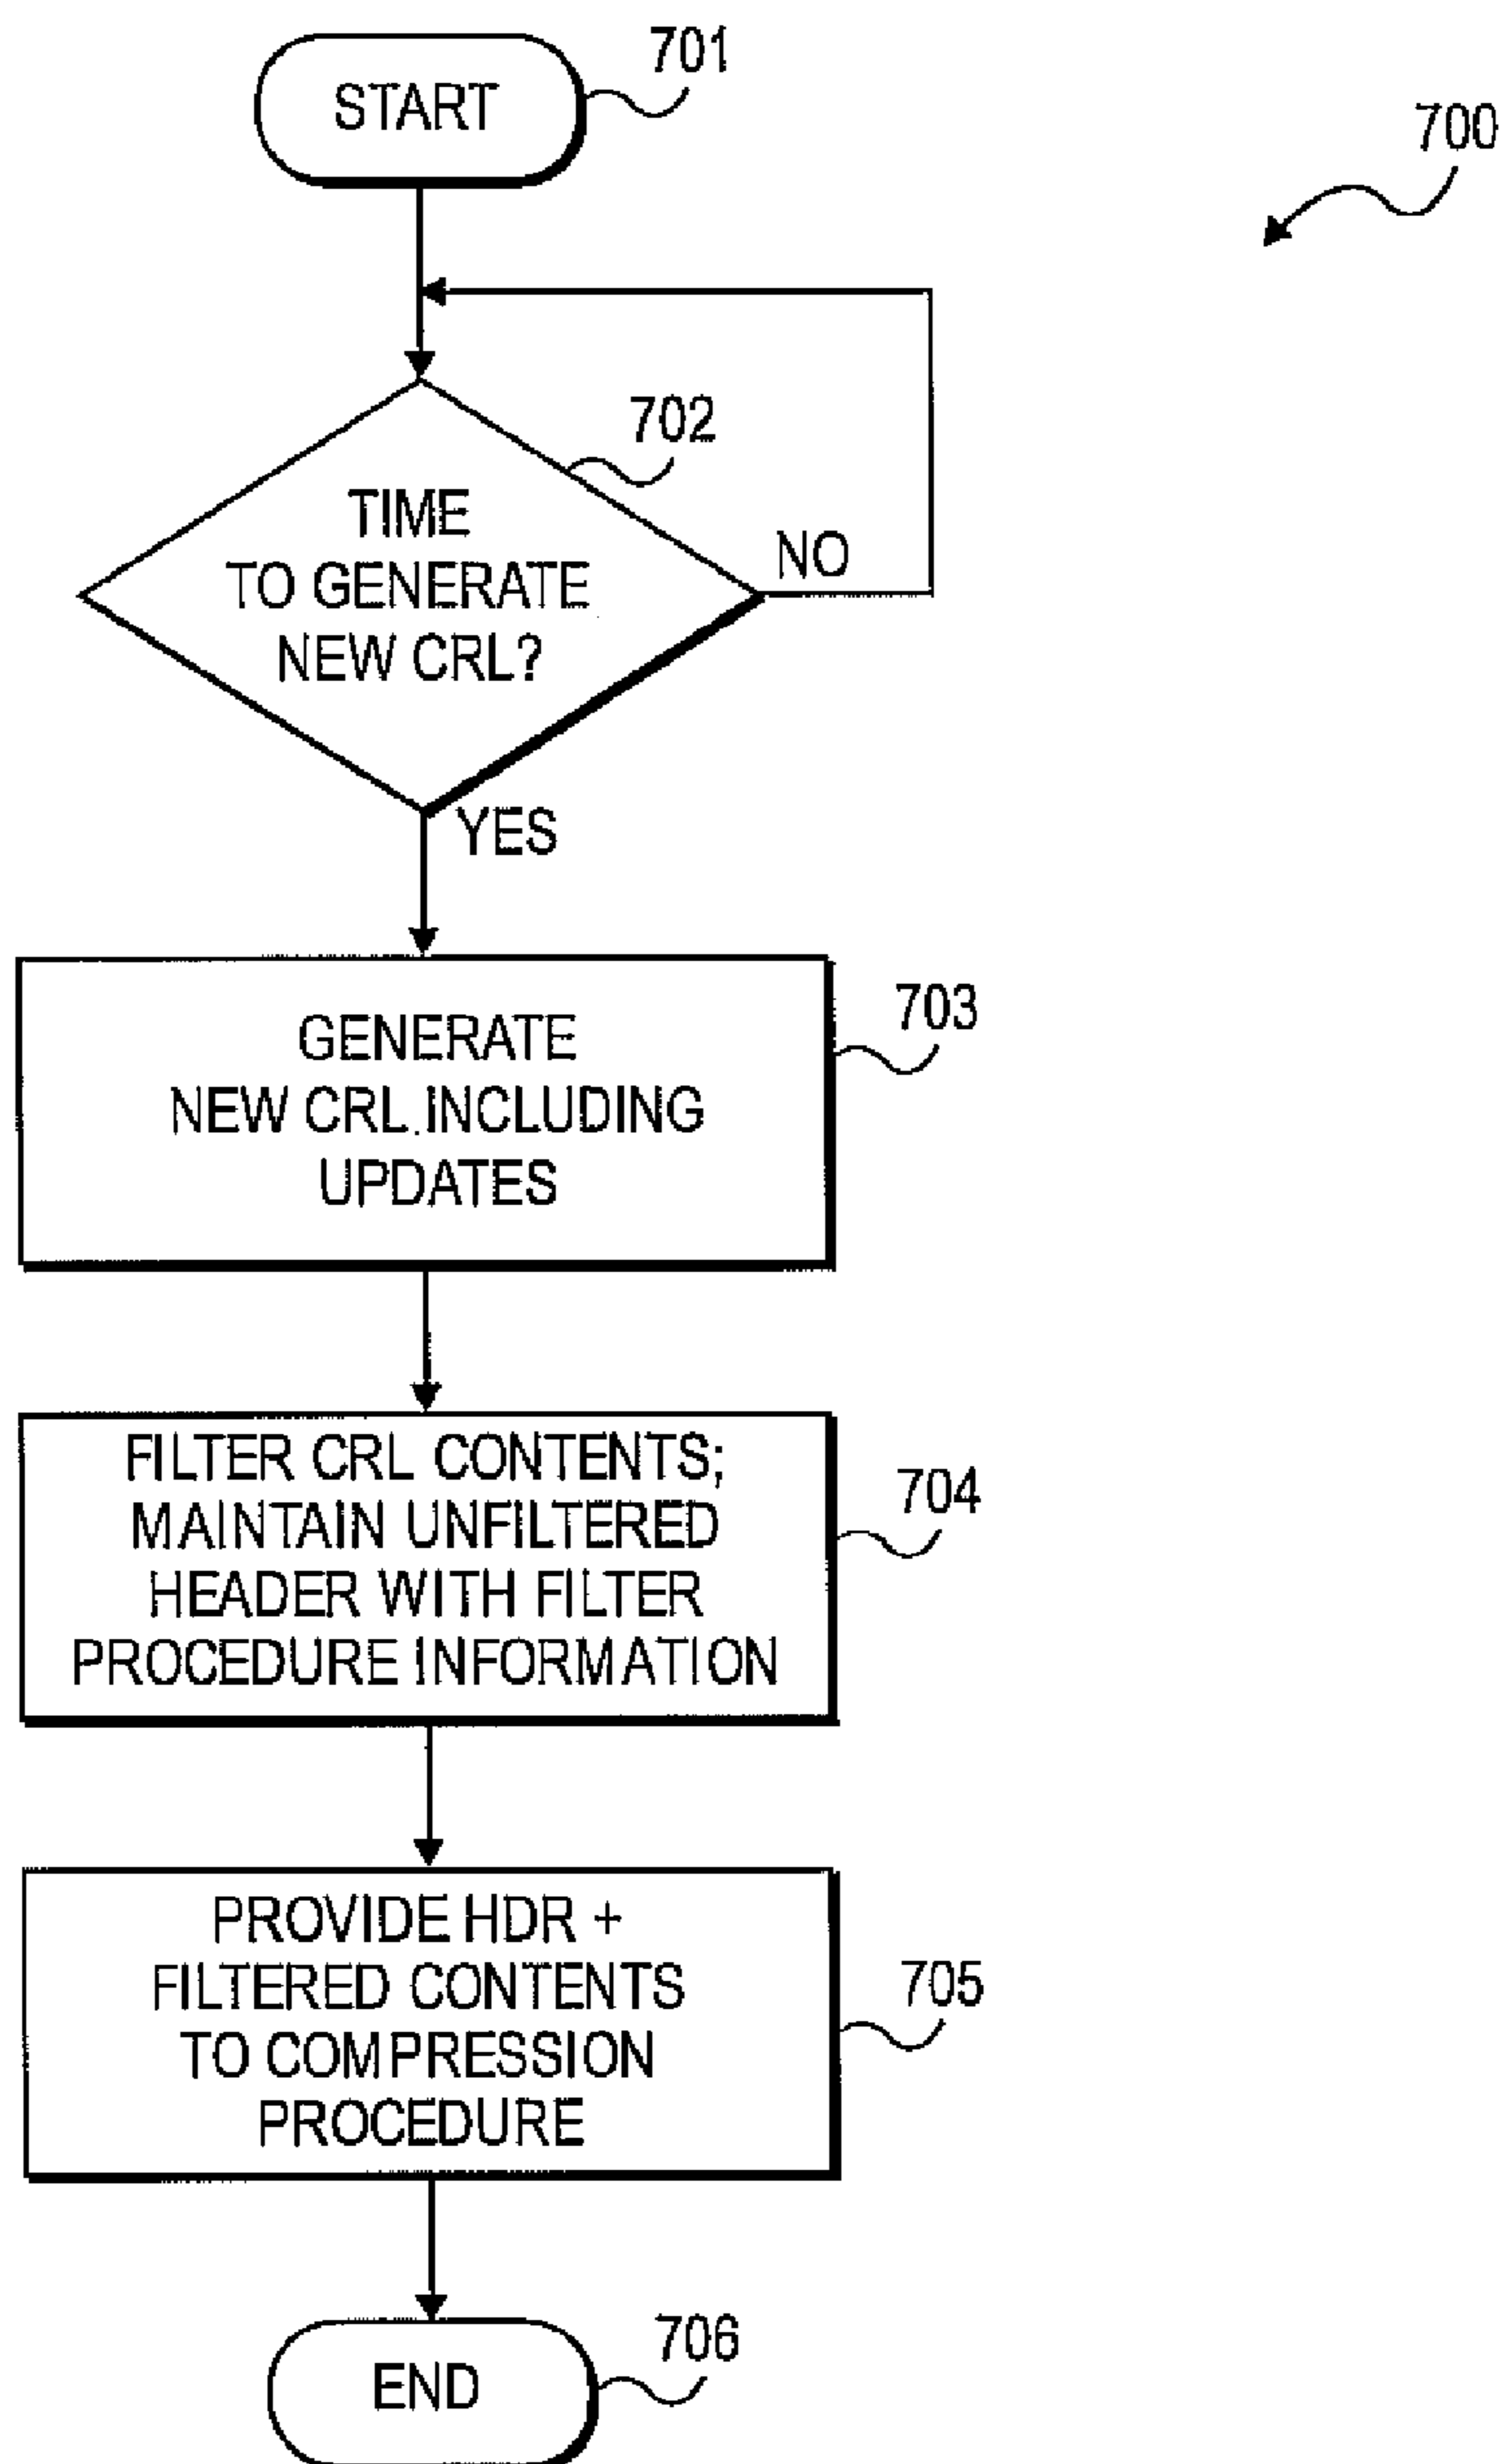 701
START
700
702
TIME
TO GENERATE
NEW CRL?
NO
YES
703
GENERATE
NEW CRL INCLUDING
UPDATES
704
FILTER CRL CONTENTS;
MAINTAIN UNFILTERED
HEADER WITH FILTER
PROCEDURE INFORMATION
705
PROVIDE HDR +
FILTERED CONTENTS
TO COMPRESSION
PROCEDURE
706
END